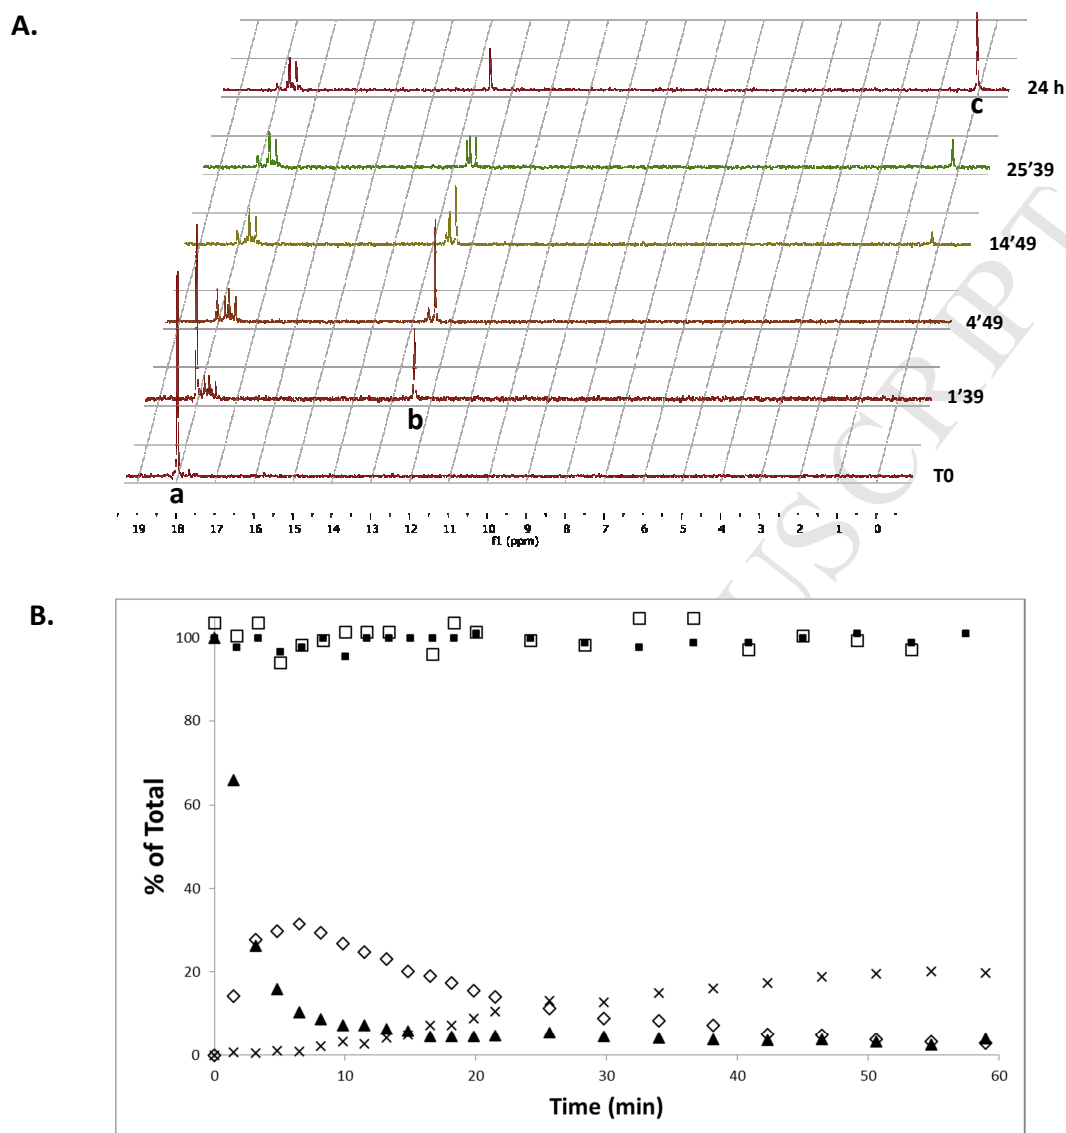 A.
24 h
c
25’39
14’49
4’49
1’39
b
T0
a
19 18 17 16 15 14 13 12 11 10 9 8 7 6 5 4 3 2 1 0
f1 (ppm)
USCRIPT
B.
100
80
60
40
20
0
% of Total
0 10 20 30 40 50 60
Time (min)